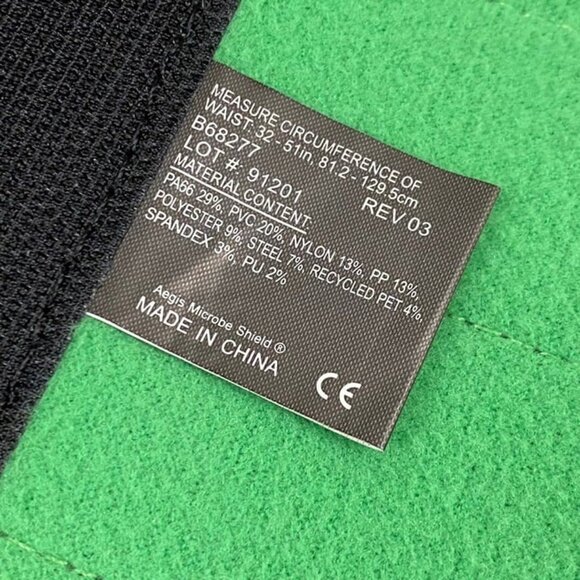 MEASURE CIRCUMFERENCE OF
WAIST: 32 - 51in, 81.2 - 129.5cm
B68277
LOT # 91201 REV 03
MATERIAL CONTENT
PA66 29%, PVC 20%, NYLON 13%, PP 13%,
POLYESTER 9%, STEEL 7%, RECYCLED PET 4%,
SPANDEX 3%, PU 2%
Aegis Microbe Shield ®
MADE IN CHINA
CE